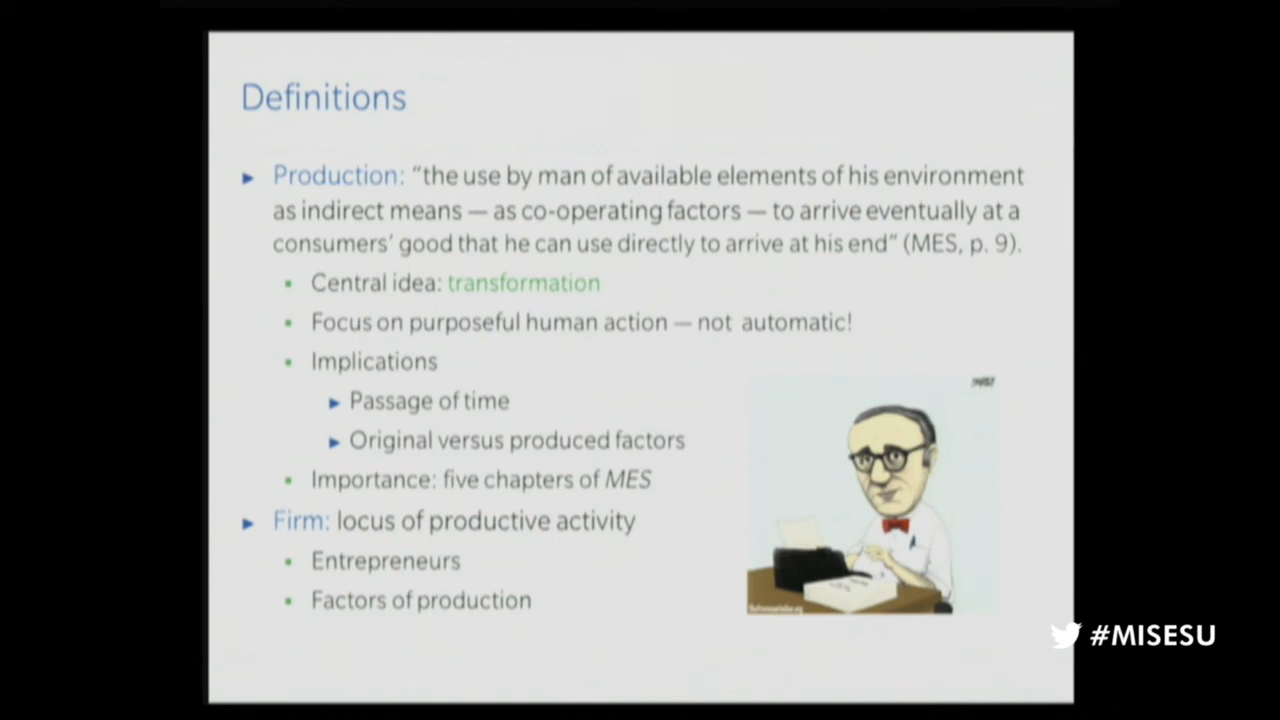 Definitions
► Production: “the use by man of available elements of his environment
as indirect means — as co-operating factors — to arrive eventually at a
consumers’ good that he can use directly to arrive at his end” (MES, p. 9).
▪ Central idea: transformation
▪ Focus on purposeful human action — not automatic!
▪ Implications
► Passage of time
► Original versus produced factors
▪ Importance: five chapters of MES
► Firm: locus of productive activity
▪ Entrepreneurs
▪ Factors of production
#MISESU